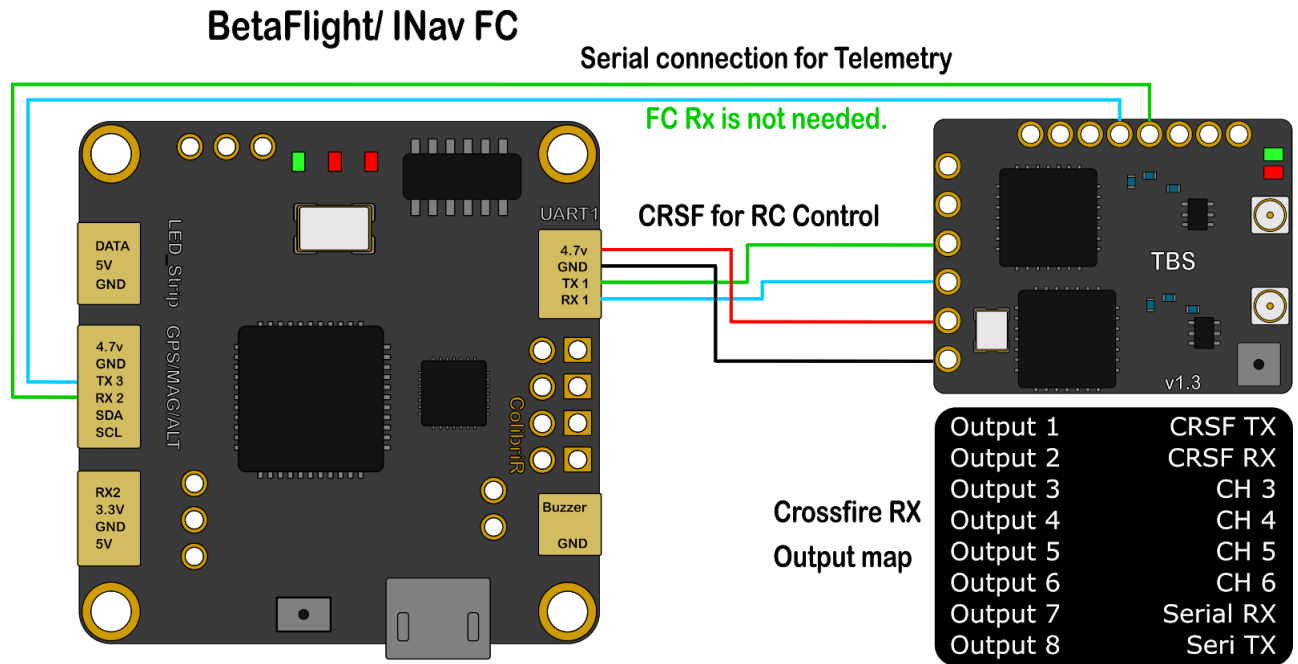 BetaFlight/ INav FC
Serial connection for Telemetry
FC Rx is not needed.
UART1
CRSF for RC Control
LED_Strip
DATA
5V
GND
4.7v
GND
TX 1
RX 1
TBS
v1.3
GPS/MAG/ALT
4.7v
GND
TX 3
RX 2
SDA
SCL
ColibriR
RX2
3.3V
GND
5V
Buzzer
GND
Crossfire RX
Output map
Output 1 CRSF TX
Output 2 CRSF RX
Output 3 CH 3
Output 4 CH 4
Output 5 CH 5
Output 6 CH 6
Output 7 Serial RX
Output 8 Seri TX